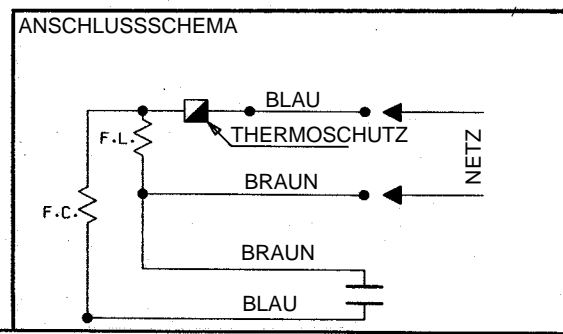 ANSCHLUSSSCHEMA
BLAU
THERMOSCHUTZ
F.L.
NETZ
BRAUN
F.C.
BRAUN
BLAU